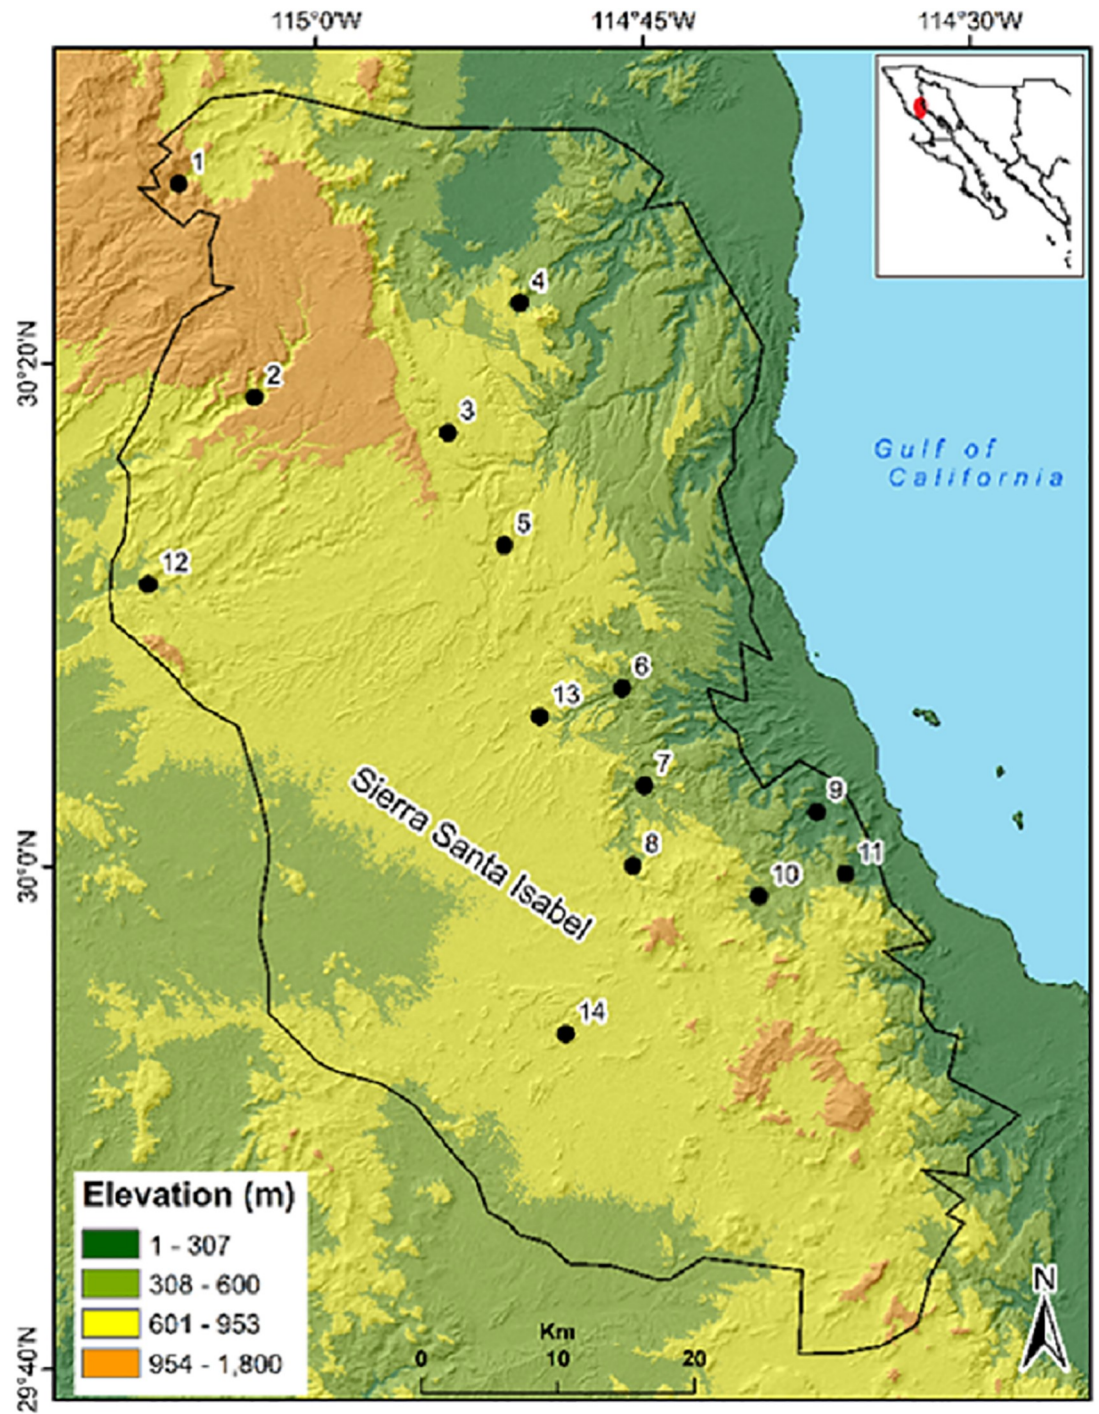 115°0'W 114°45'W 114°30'W
1
4
30°20'N
2
3
Gulf of
California
5
12
6
13
7
9
Sierra Santa Isabel
8
11
30°0'N
10
14
Elevation (m)
1 - 307
308 - 600
601 - 953
954 - 1,800
N
Km
0 10 20
29°40'N